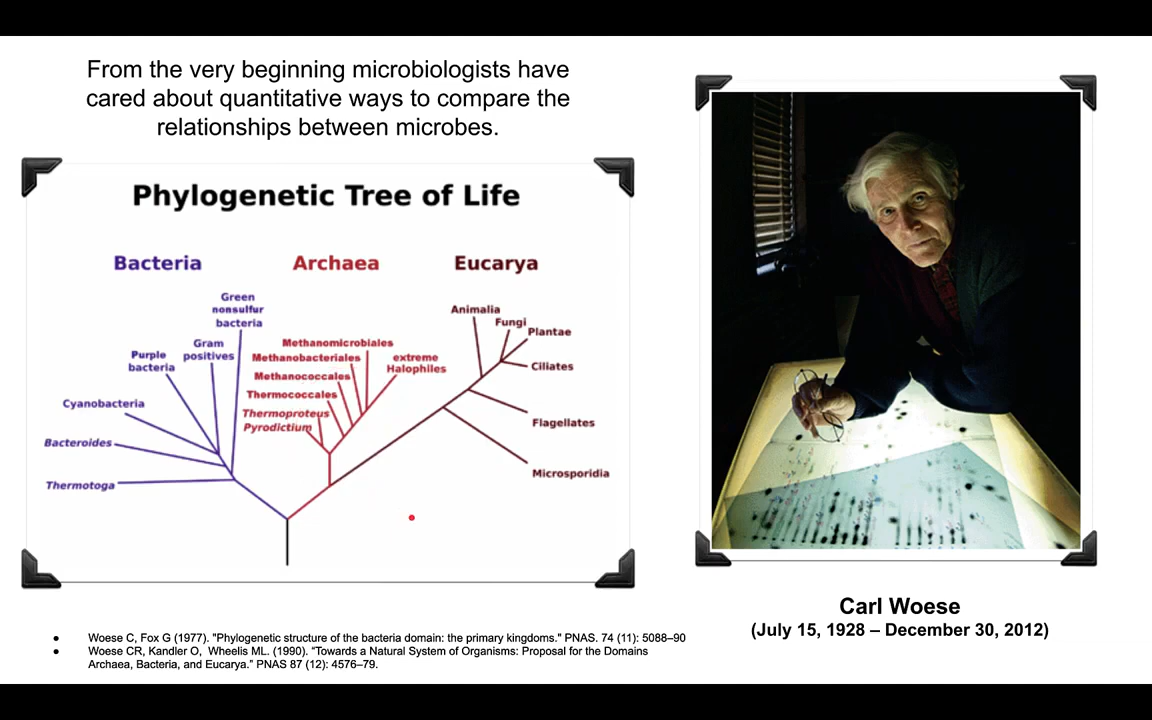 From the very beginning microbiologists have
cared about quantitative ways to compare the
relationships between microbes.
Phylogenetic Tree of Life
Bacteria
Archaea
Eucarya
Green
nonsulfur
bacteria
Gram
positives
Purple
bacteria
Cyanobacteria
Bacteroides
Thermotoga
Methanomicrobiales
Methanobacteriales
Methanococcales
Thermococcales
Thermoproteus
Pyrodictium
extreme
Halophiles
Animalia
Fungi
Plantae
Ciliates
Flagellates
Microsporidia
Carl Woese
(July 15, 1928 – December 30, 2012)
● Woese C, Fox G (1977). "Phylogenetic structure of the bacteria domain: the primary kingdoms." PNAS. 74 (11): 5088–90
● Woese CR, Kandler O, Wheelis ML. (1990). “Towards a Natural System of Organisms: Proposal for the Domains
Archaea, Bacteria, and Eucarya.” PNAS 87 (12): 4576–79.